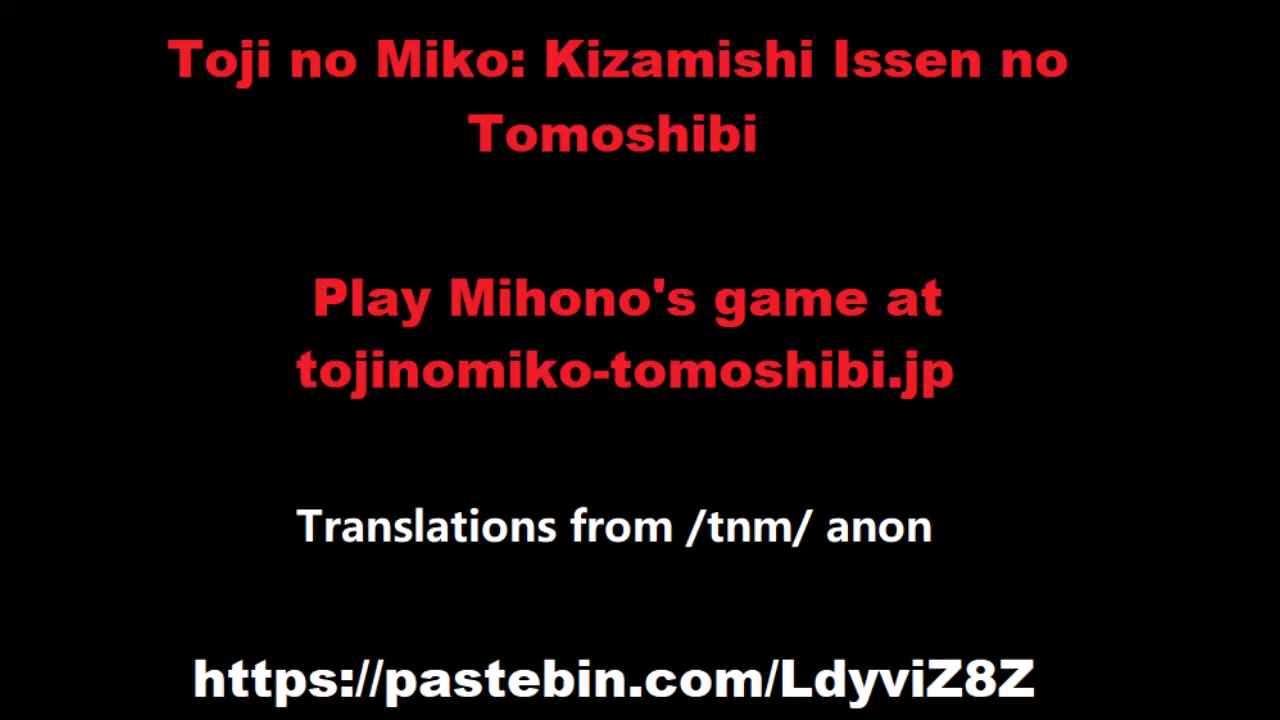 Toji no Miko: Kizamishi Issen no
Tomoshibi
Play Mihono's game at
tojinomiko-tomoshibi.jp
Translations from /tnm/ anon
https://pastebin.com/LdyviZ8Z